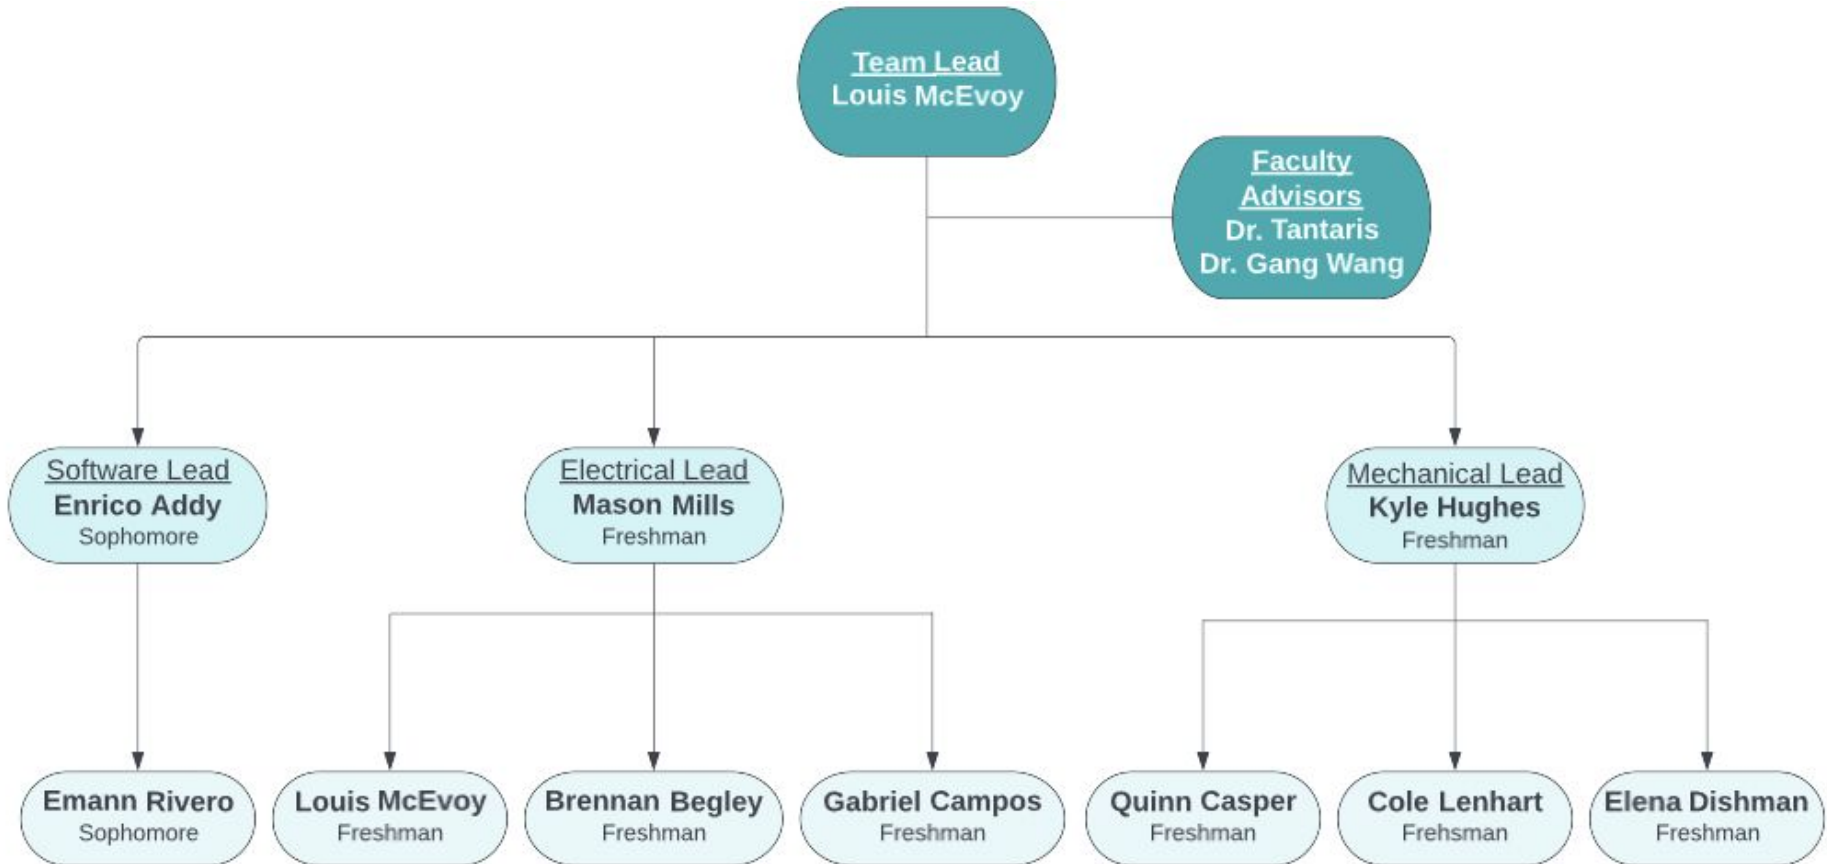 Team Lead
Louis McEvoy
Faculty
Advisors
Dr. Tantaris
Dr. Gang Wang
Software Lead
Enrico Addy
Sophomore
Electrical Lead
Mason Mills
Freshman
Mechanical Lead
Kyle Hughes
Freshman
Emann Rivero
Sophomore
Louis McEvoy
Freshman
Brennan Begley
Freshman
Gabriel Campos
Freshman
Quinn Casper
Freshman
Cole Lenhart
Frehsman
Elena Dishman
Freshman